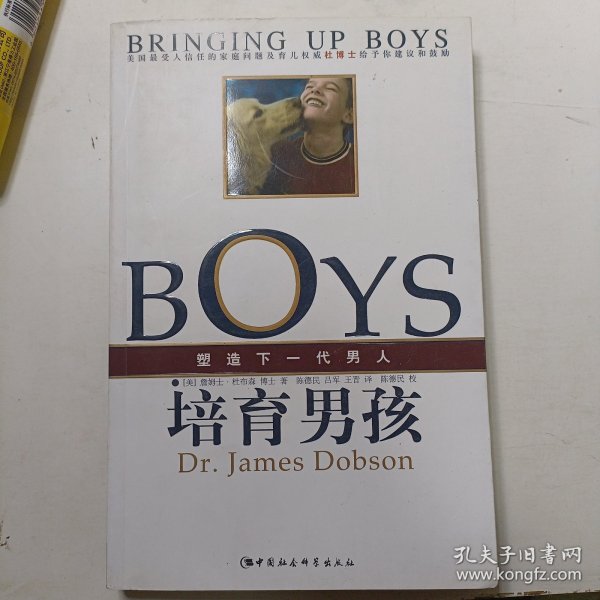 BRINGING UP BOYS
美国最受人信任的家庭问题及育儿权威杜博士给予你建议和鼓励
BOYS
塑造下一代男人
[美] 詹姆士·杜布森 博士 著 陈德民 吕军 王晋 译 陈德民 校
培育男孩
Dr. James Dobson
中国社会科学出版社
孔夫子旧书网
www.kongfz.com